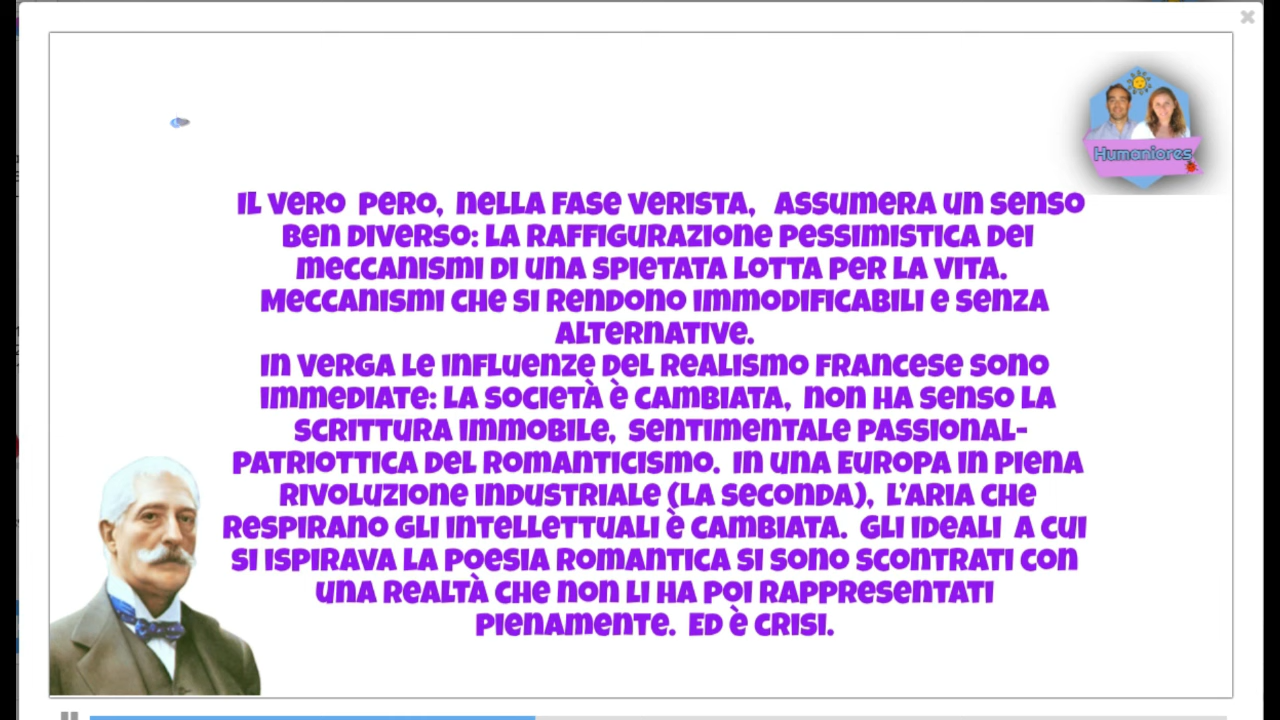 Humaniores
Il vero però, nella fase verista, assumerà un senso
ben diverso: la raffigurazione pessimistica dei
meccanismi di una spietata lotta per la vita.
Meccanismi che si rendono immodificabili e senza
alternative.
In Verga le influenze del realismo francese sono
immediate: la società è cambiata, non ha senso la
scrittura immobile, sentimentale passional-
patriottica del romanticismo. In una Europa in piena
rivoluzione industriale (la seconda), l'aria che
respirano gli intellettuali è cambiata. Gli ideali a cui
si ispirava la poesia romantica si sono scontrati con
una realtà che non li ha poi rappresentati
pienamente. Ed è crisi.